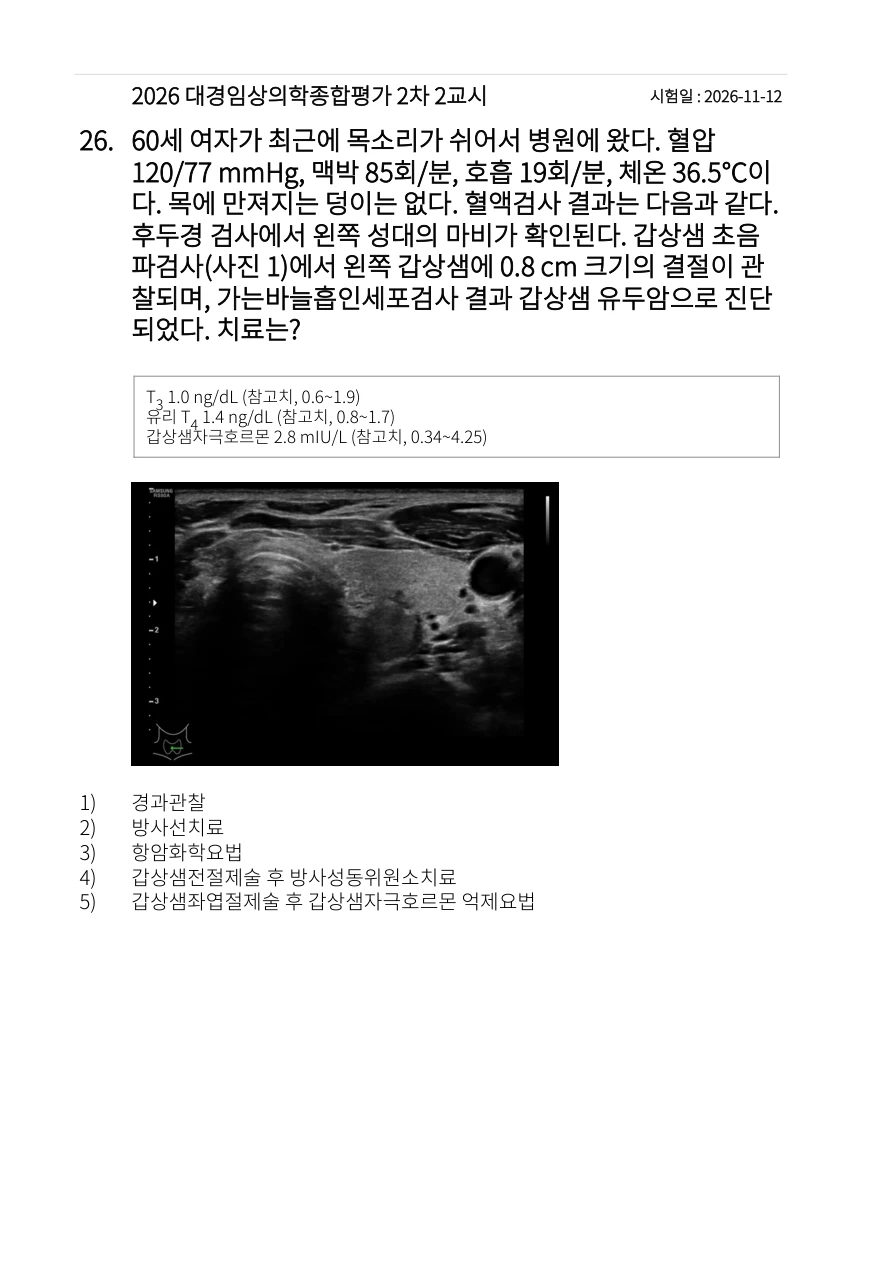 2026 대경임상의학종합평가 2차 2교시
시험일 : 2026-11-12
26. 60세 여자가 최근에 목소리가 쉬어서 병원에 왔다. 혈압
120/77 mmHg, 맥박 85회/분, 호흡 19회/분, 체온 36.5℃이
다. 목에 만져지는 덩이는 없다. 혈액검사 결과는 다음과 같다.
후두경 검사에서 왼쪽 성대의 마비가 확인된다. 갑상샘 초음
파검사(사진 1)에서 왼쪽 갑상샘에 0.8 cm 크기의 결절이 관
찰되며, 가는바늘흡인세포검사 결과 갑상샘 유두암으로 진단
되었다. 치료는?
T3 1.0 ng/dL (참고치, 0.6~1.9)
유리 T4 1.4 ng/dL (참고치, 0.8~1.7)
갑상샘자극호르몬 2.8 mIU/L (참고치, 0.34~4.25)
SAMSUNG
RS80A
1
2
3
1) 경과관찰
2) 방사선치료
3) 항암화학요법
4) 갑상샘전절제술 후 방사성동위원소치료
5) 갑상샘좌엽절제술 후 갑상샘자극호르몬 억제요법